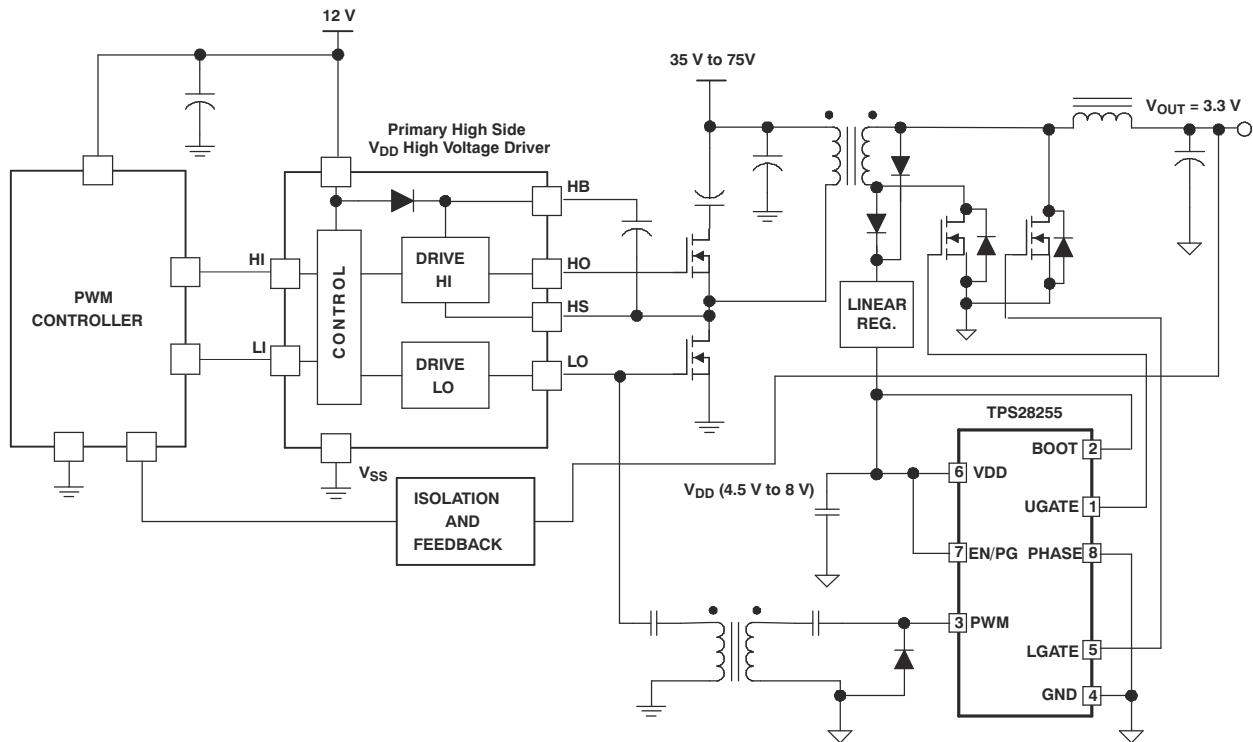 12 V
35 V to 75V
VOUT = 3.3 V
Primary High Side
VDD High Voltage Driver
HB
HI
DRIVE
HI
HO
PWM
CONTROLLER
CONTROL
HS
LINEAR
REG.
LI
DRIVE
LO
LO
TPS28255
BOOT 2
VSS
6 VDD
VDD (4.5 V to 8 V)
ISOLATION
AND
FEEDBACK
UGATE 1
7 EN/PG PHASE 8
3 PWM
LGATE 5
GND 4